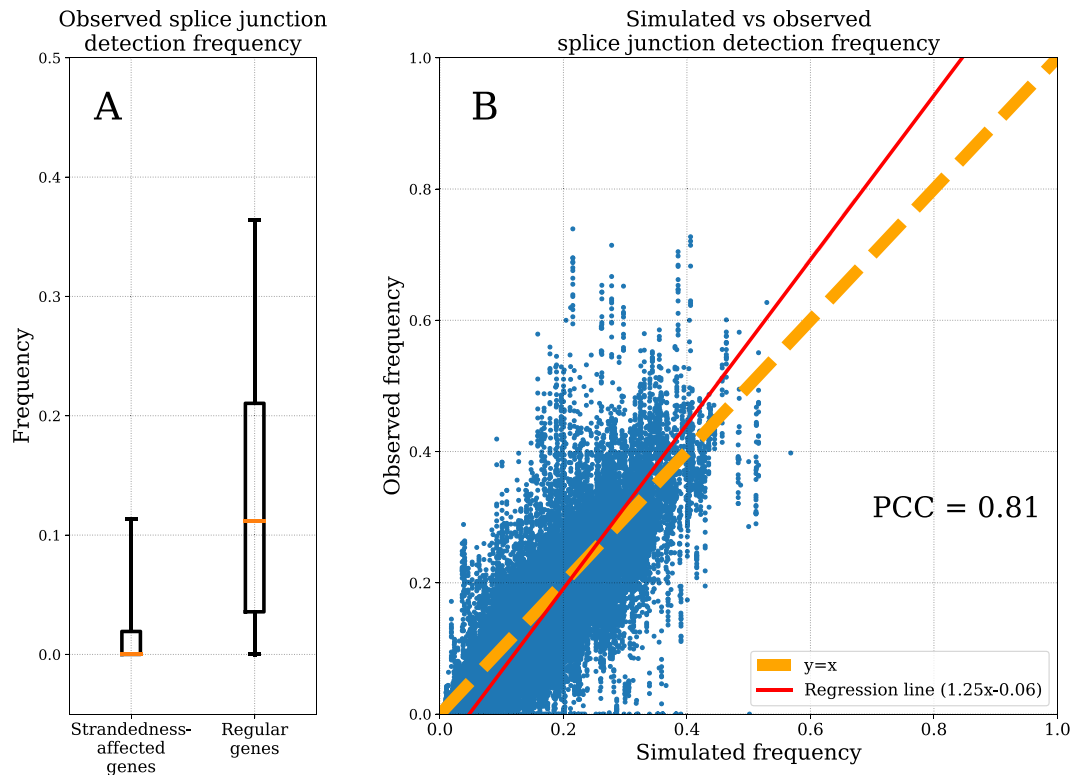 Observed splice junction
detection frequency
A
Frequency
0.5
0.4
0.3
0.2
0.1
0.0
Strandedness-
affected
genes
Regular
genes
Simulated vs observed
splice junction detection frequency
B
Observed frequency
1.0
0.8
0.6
0.4
0.2
0.0
PCC = 0.81
y=x
Regression line (1.25x-0.06)
0.0 0.2 0.4 0.6 0.8 1.0
Simulated frequency